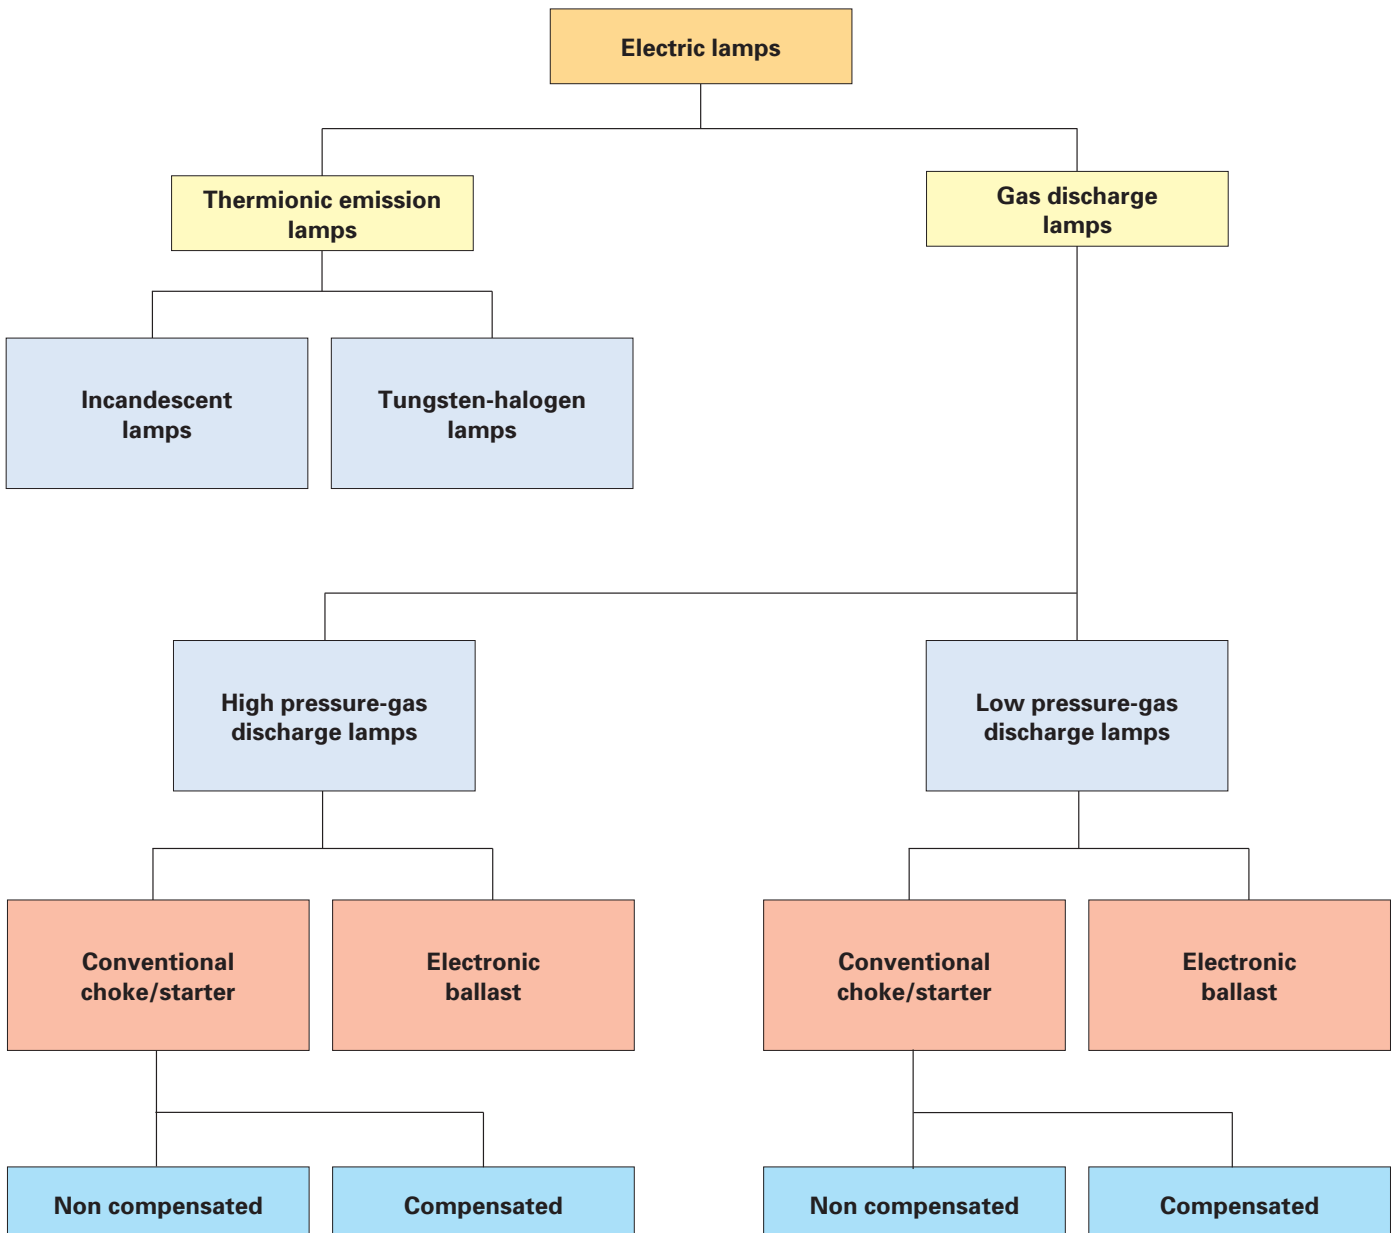 Electric lamps
Thermionic emission
lamps
Gas discharge
lamps
Incandescent
lamps
Tungsten-halogen
lamps
High pressure-gas
discharge lamps
Low pressure-gas
discharge lamps
Conventional
choke/starter
Electronic
ballast
Conventional
choke/starter
Electronic
ballast
Non compensated
Compensated
Non compensated
Compensated